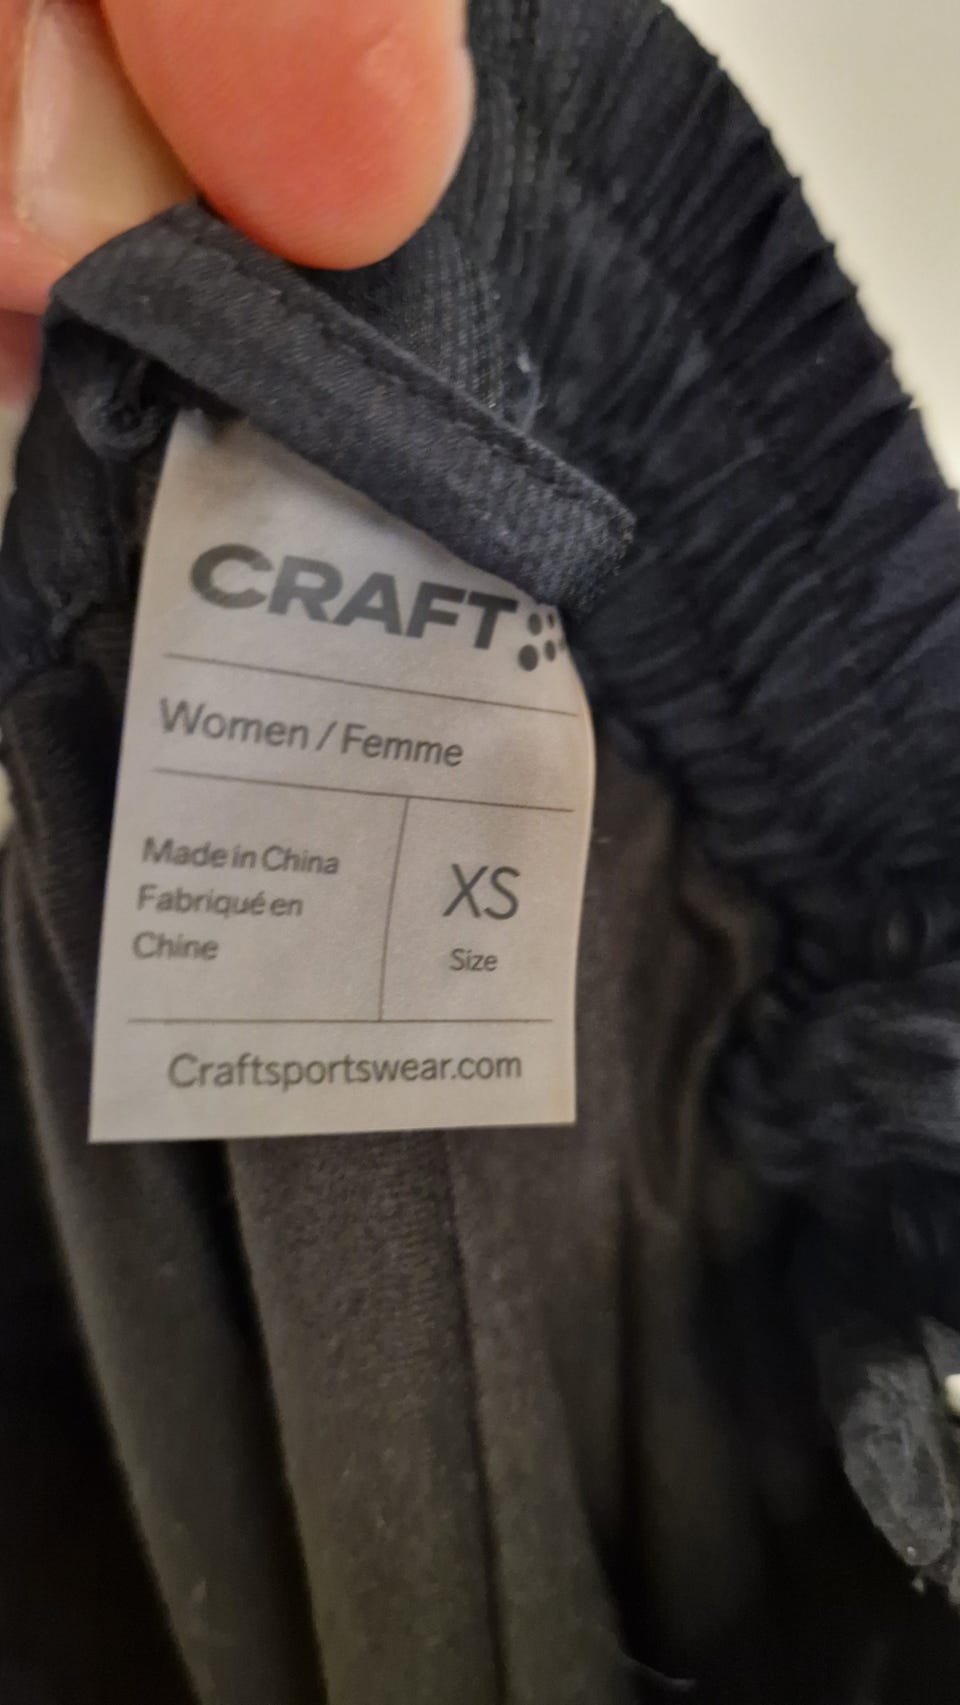 CRAFT
Women / Femme
Made in China
Fabriqué en
Chine
XS
Size
Craftsportswear.com